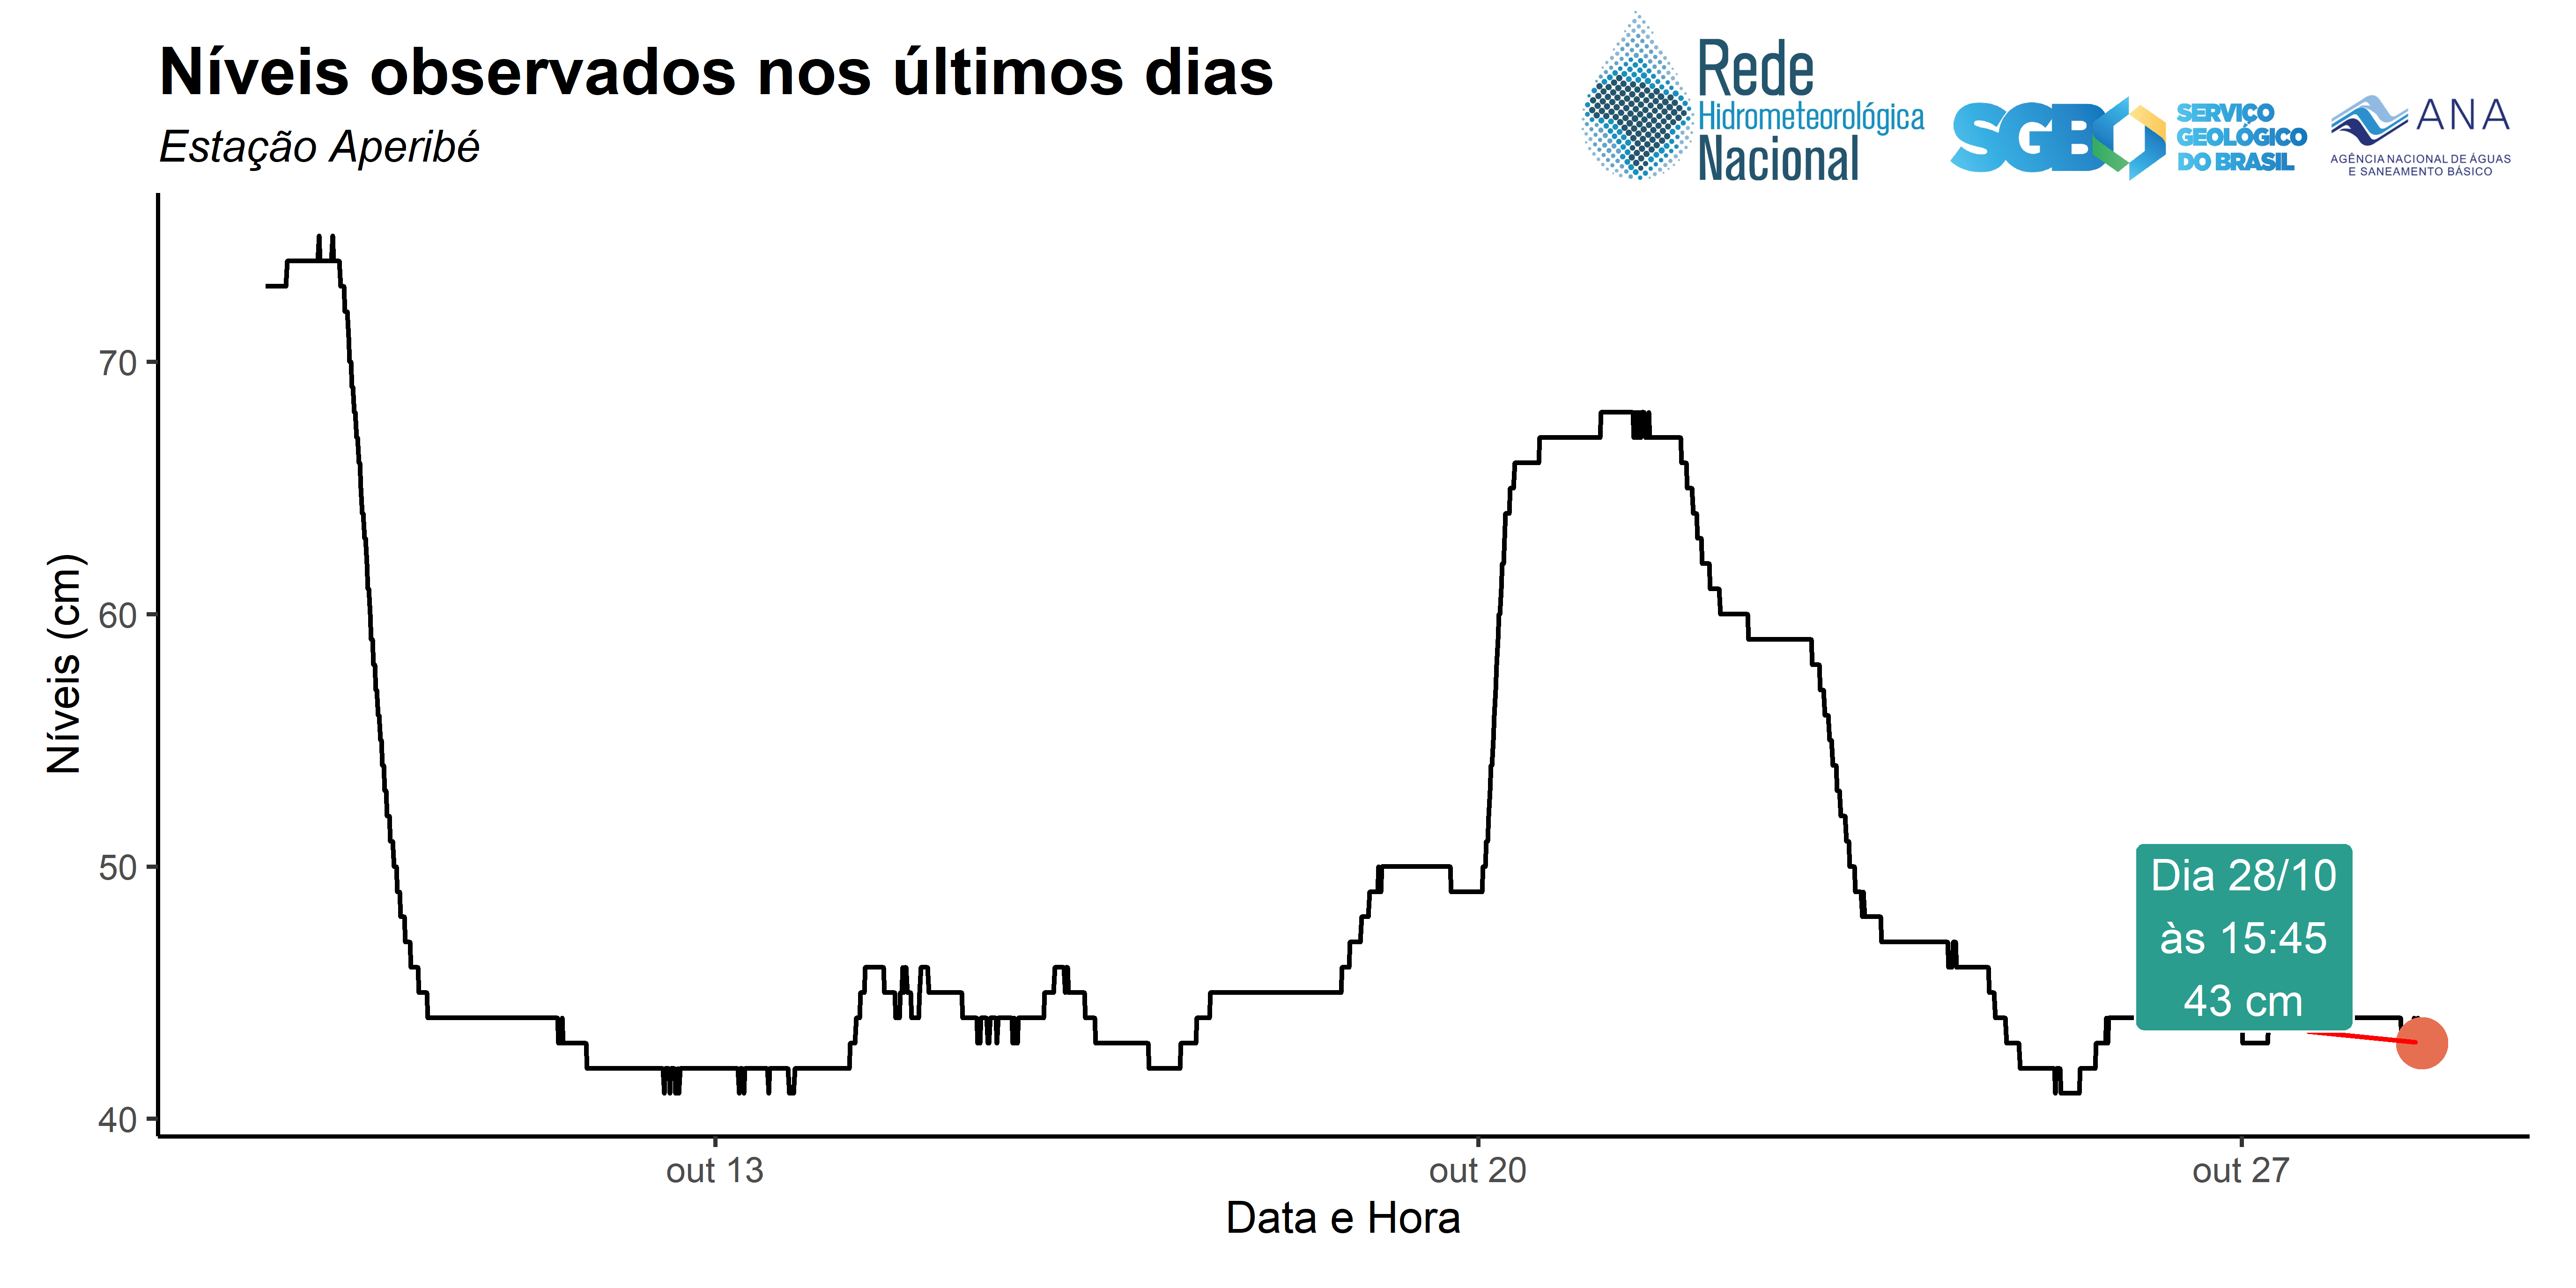 Níveis observados nos últimos dias
Estação Aperibé
Rede
Hidrometeorológica
Nacional
SGB
SERVIÇO
GEOLÓGICO
DO BRASIL
ANA
AGÊNCIA NACIONAL DE ÁGUAS
E SANEAMENTO BÁSICO
Níveis (cm)
70
60
50
40
Dia 28/10
às 15:45
43 cm
out 13
out 20
out 27
Data e Hora